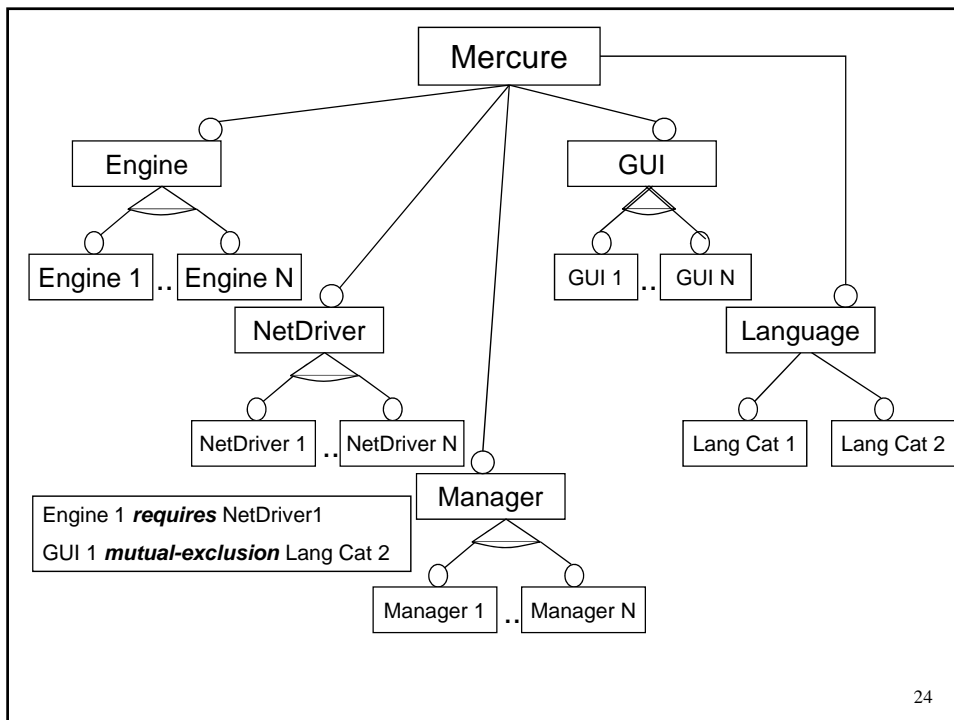 Mercure
Engine
GUI
Engine 1 .. Engine N
GUI 1 .. GUI N
NetDriver
Language
NetDriver 1 .. NetDriver N
Lang Cat 1
Lang Cat 2
Manager
Engine 1 requires NetDriver1
GUI 1 mutual-exclusion Lang Cat 2
Manager 1 .. Manager N
24